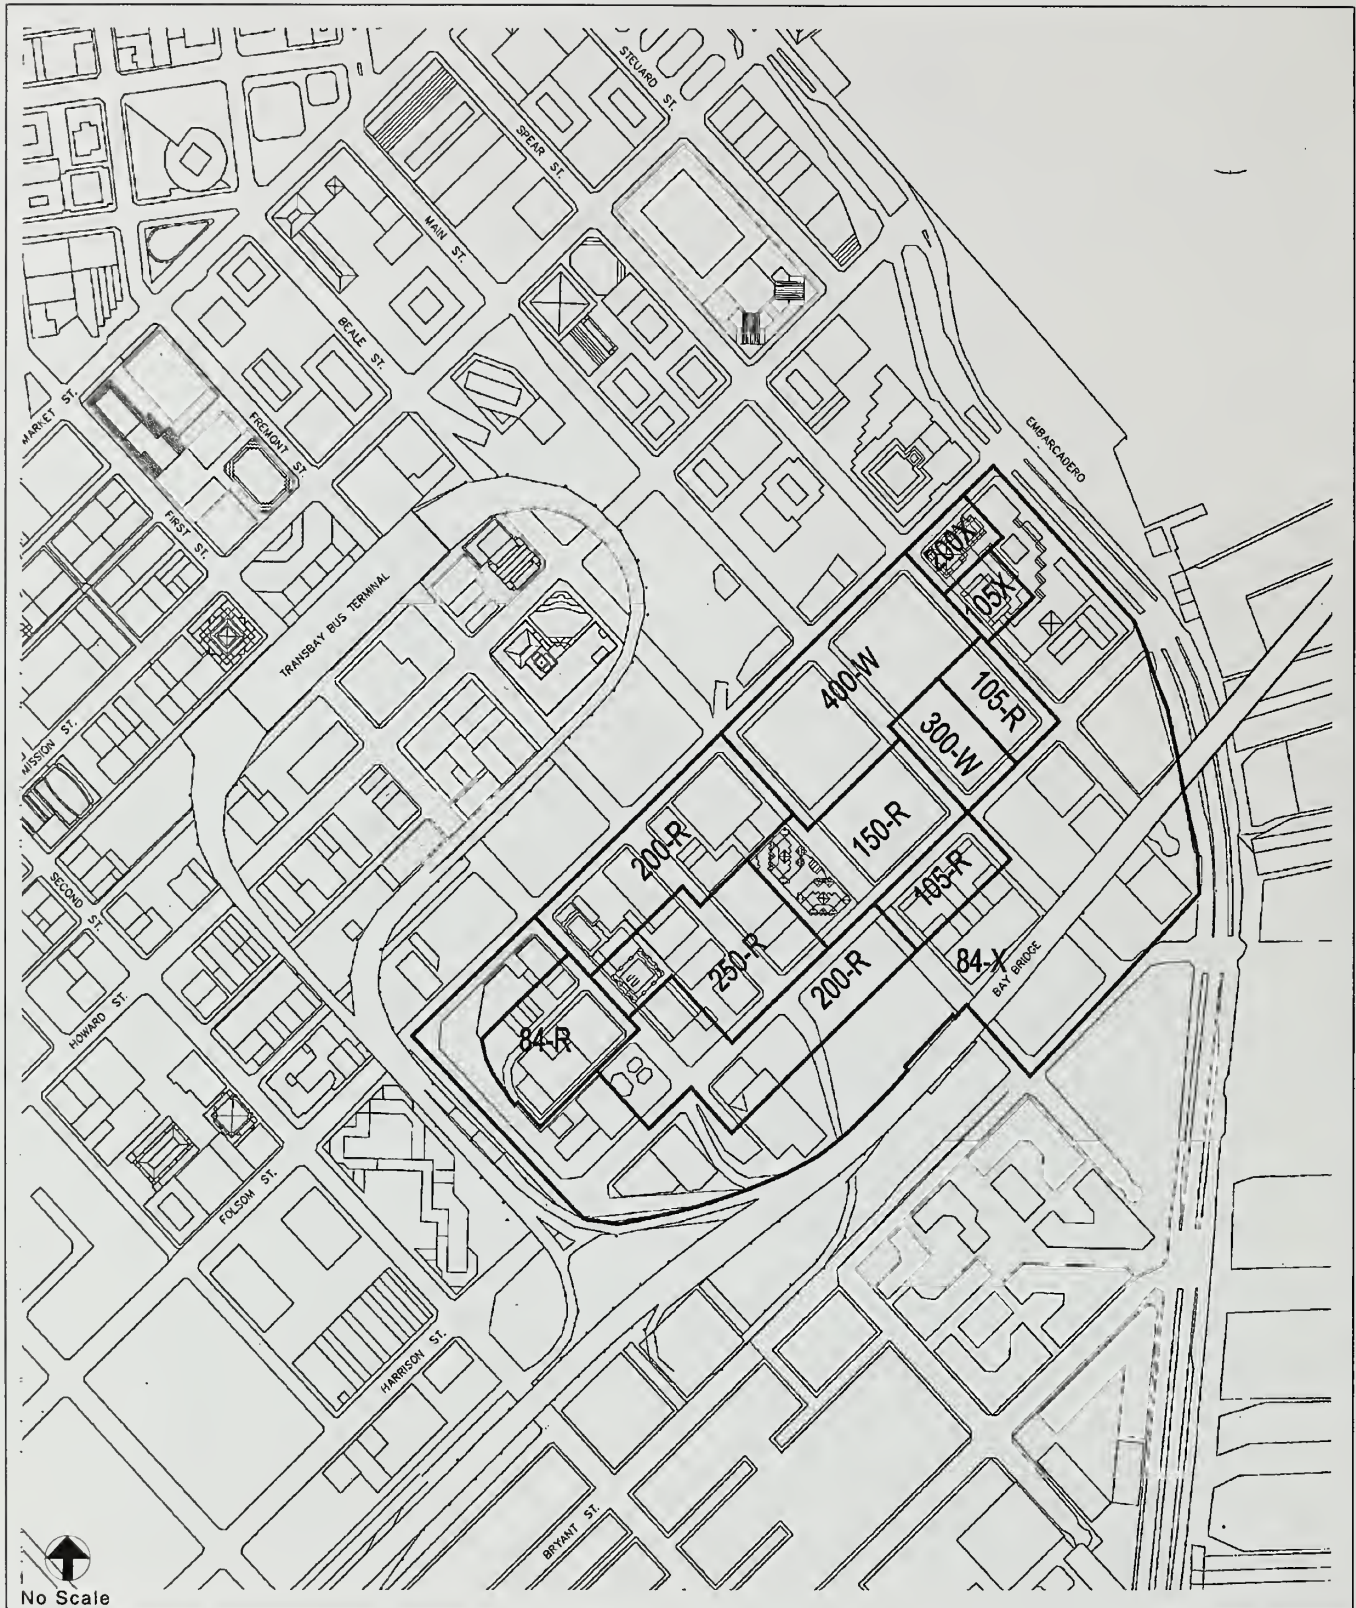 STEUARD ST.
SPEAR ST.
MAIN ST.
BEALE ST.
FREMONT ST.
MARKET ST.
FIRST ST.
EMBARCADERO
TRANSBAY BUS TERMINAL
200X
105X
400-W
105-R
300-W
MISSION ST.
150-R
200-R
105-R
SECOND ST.
250-R
200-R
84-X
BAY BRIDGE
HOWARD ST.
84-R
FOLSOM ST.
HARRISON ST.
BRYANT ST.
No Scale